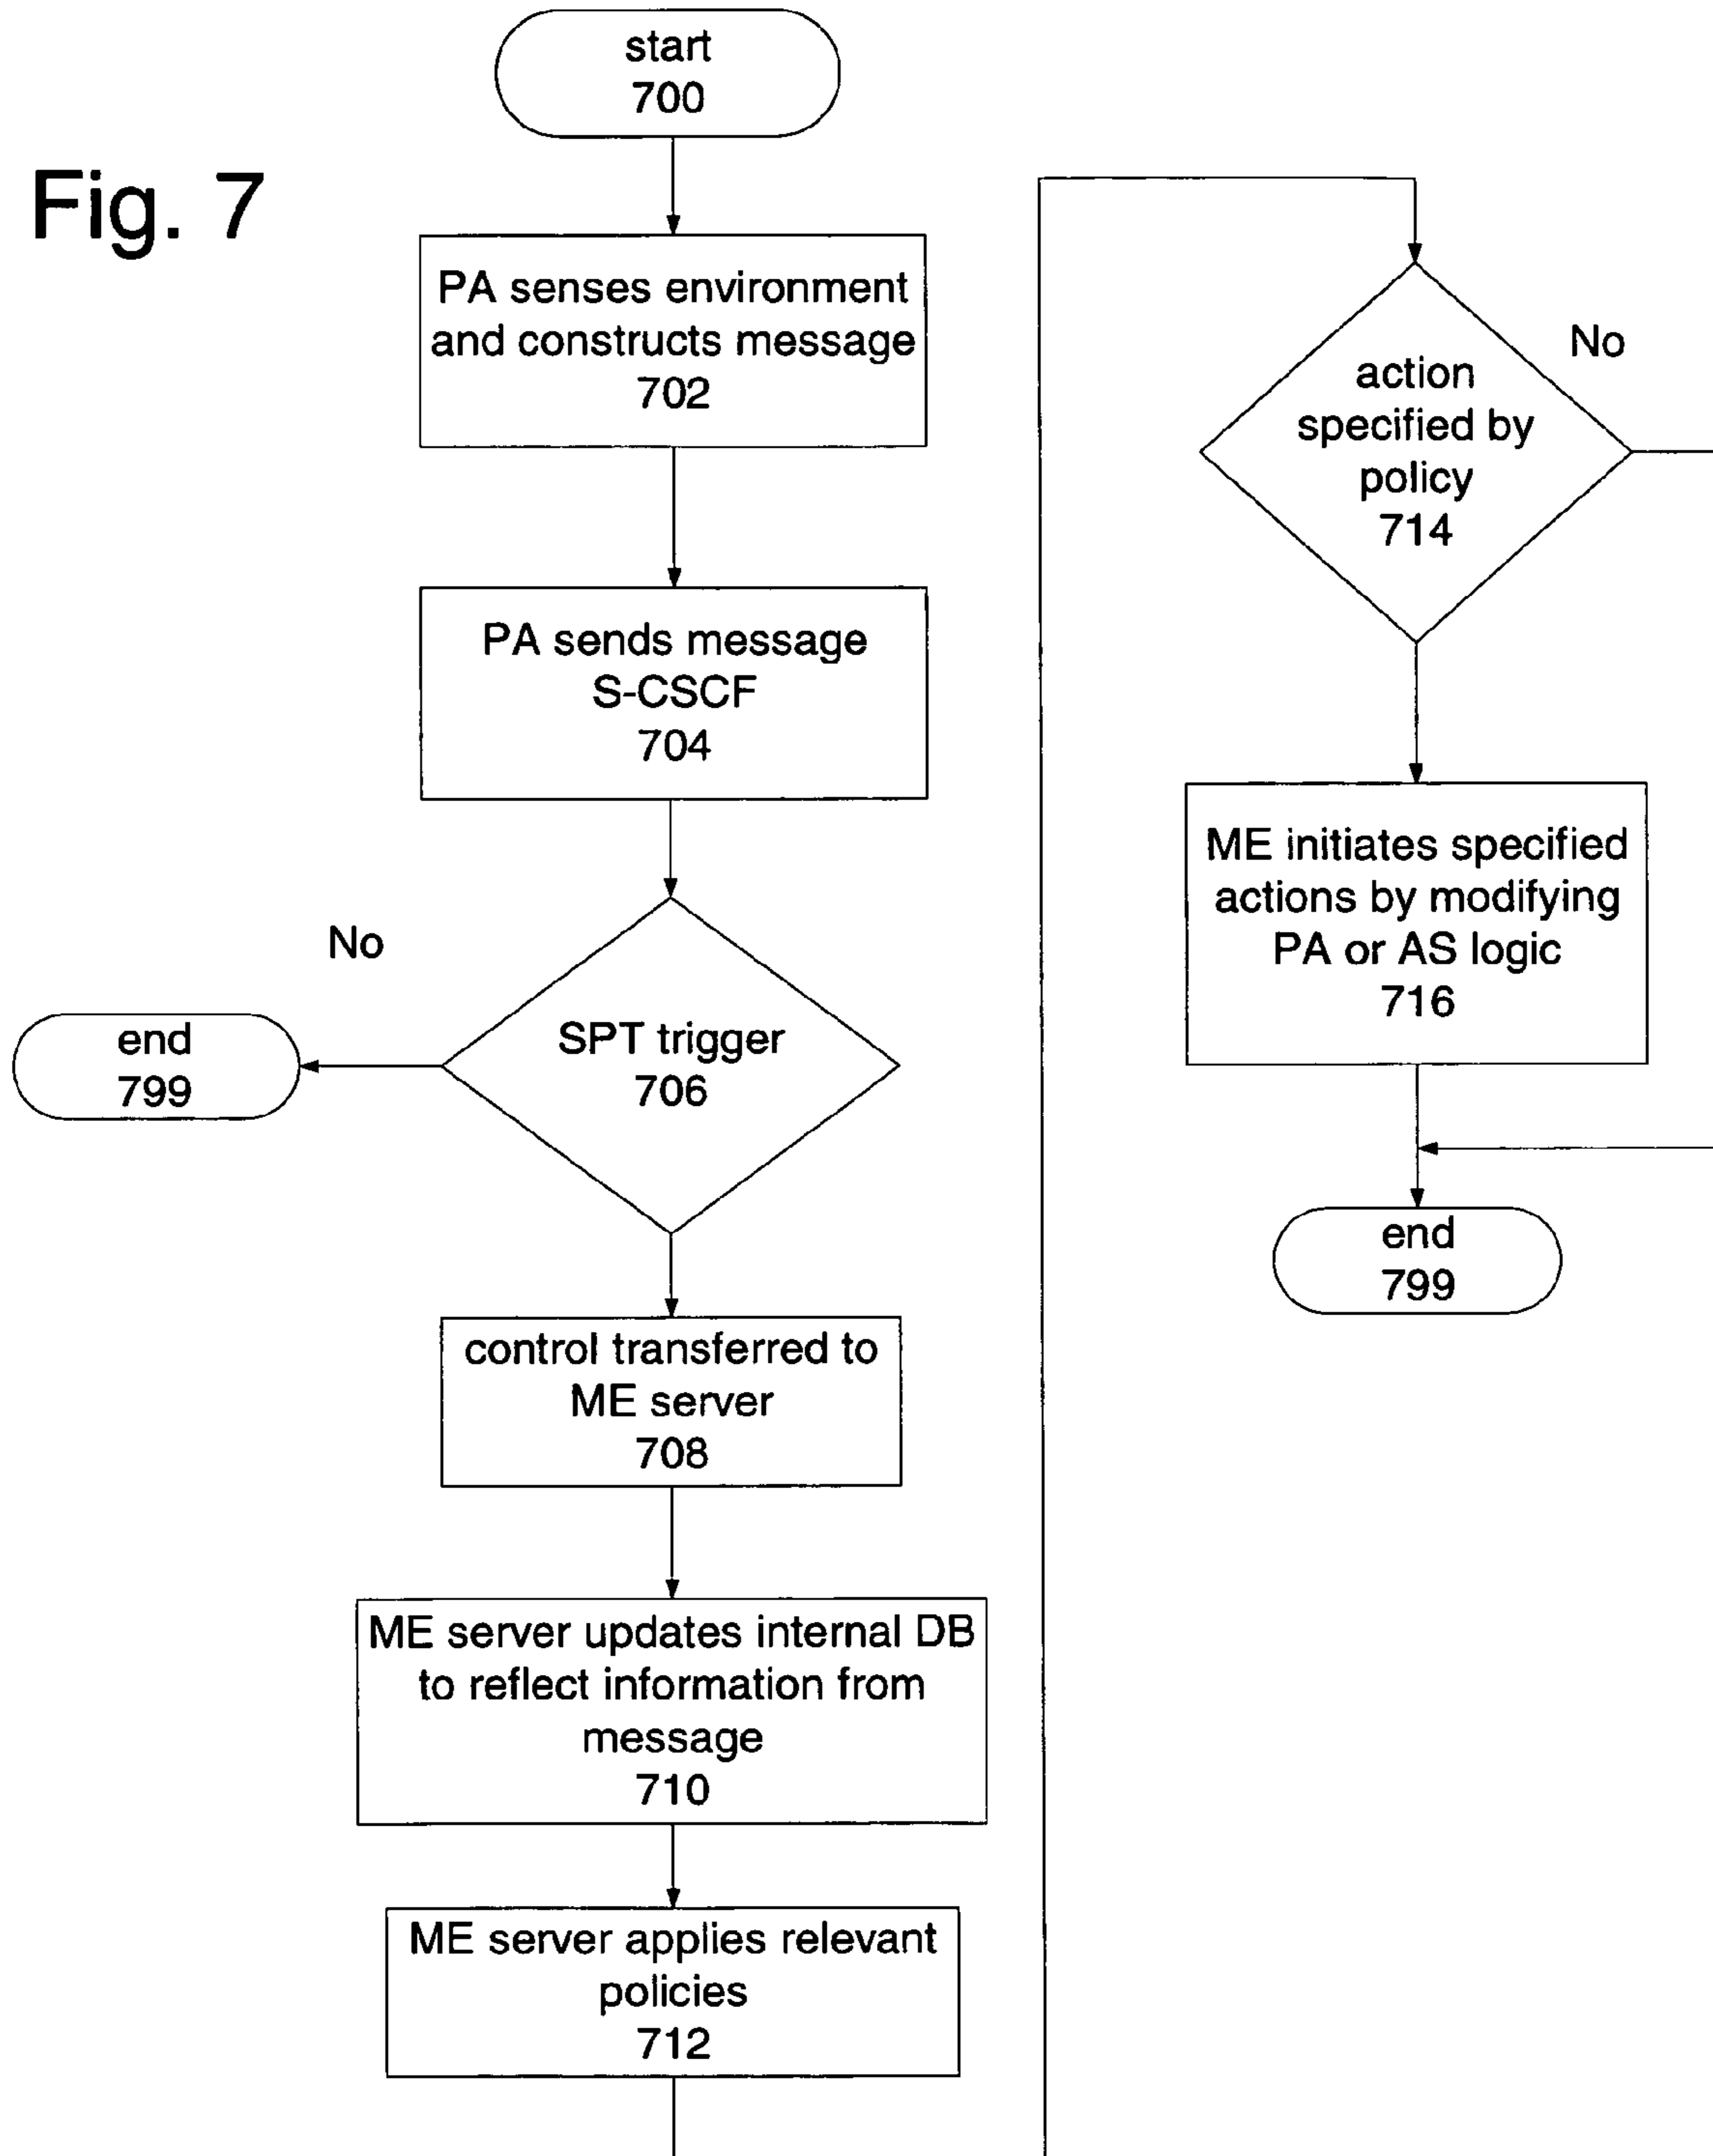 Fig. 7
start
700
PA senses environment
and constructs message
702
PA sends message
S-CSCF
704
No
SPT trigger
706
end
799
control transferred to
ME server
708
ME server updates internal DB
to reflect information from
message
710
ME server applies relevant
policies
712
No
action
specified by
policy
714
ME initiates specified
actions by modifying
PA or AS logic
716
end
799